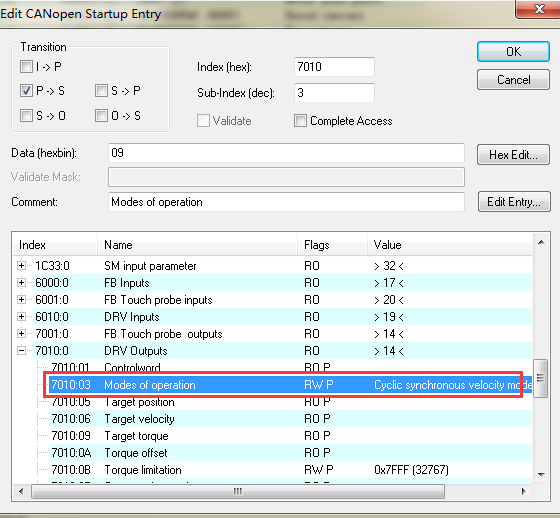 Edit CANopen Startup Entry
Transition
I -> P
P -> S
S -> P
S -> O
O -> S
Index (hex):
7010
Sub-Index (dec):
3
Validate
Complete Access
OK
Cancel
Data (hexbin):
09
Hex Edit...
Validate Mask:
Comment:
Modes of operation
Edit Entry...
Index Name Flags Value
1C33:0 SM input parameter RO > 32 <
6000:0 FB Inputs RO > 17 <
6001:0 FB Touch probe inputs RO > 20 <
6010:0 DRV Inputs RO > 19 <
7001:0 FB Touch probe outputs RO > 14 <
7010:0 DRV Outputs RO > 14 <
7010:01 Controlword RO P
7010:03 Modes of operation RW P Cyclic synchronous velocity mode
7010:05 Target position RO P
7010:06 Target velocity RO P
7010:09 Target torque RO P
7010:0A Torque offset RO P
7010:0B Torque limitation RW P 0x7FFF (32767)